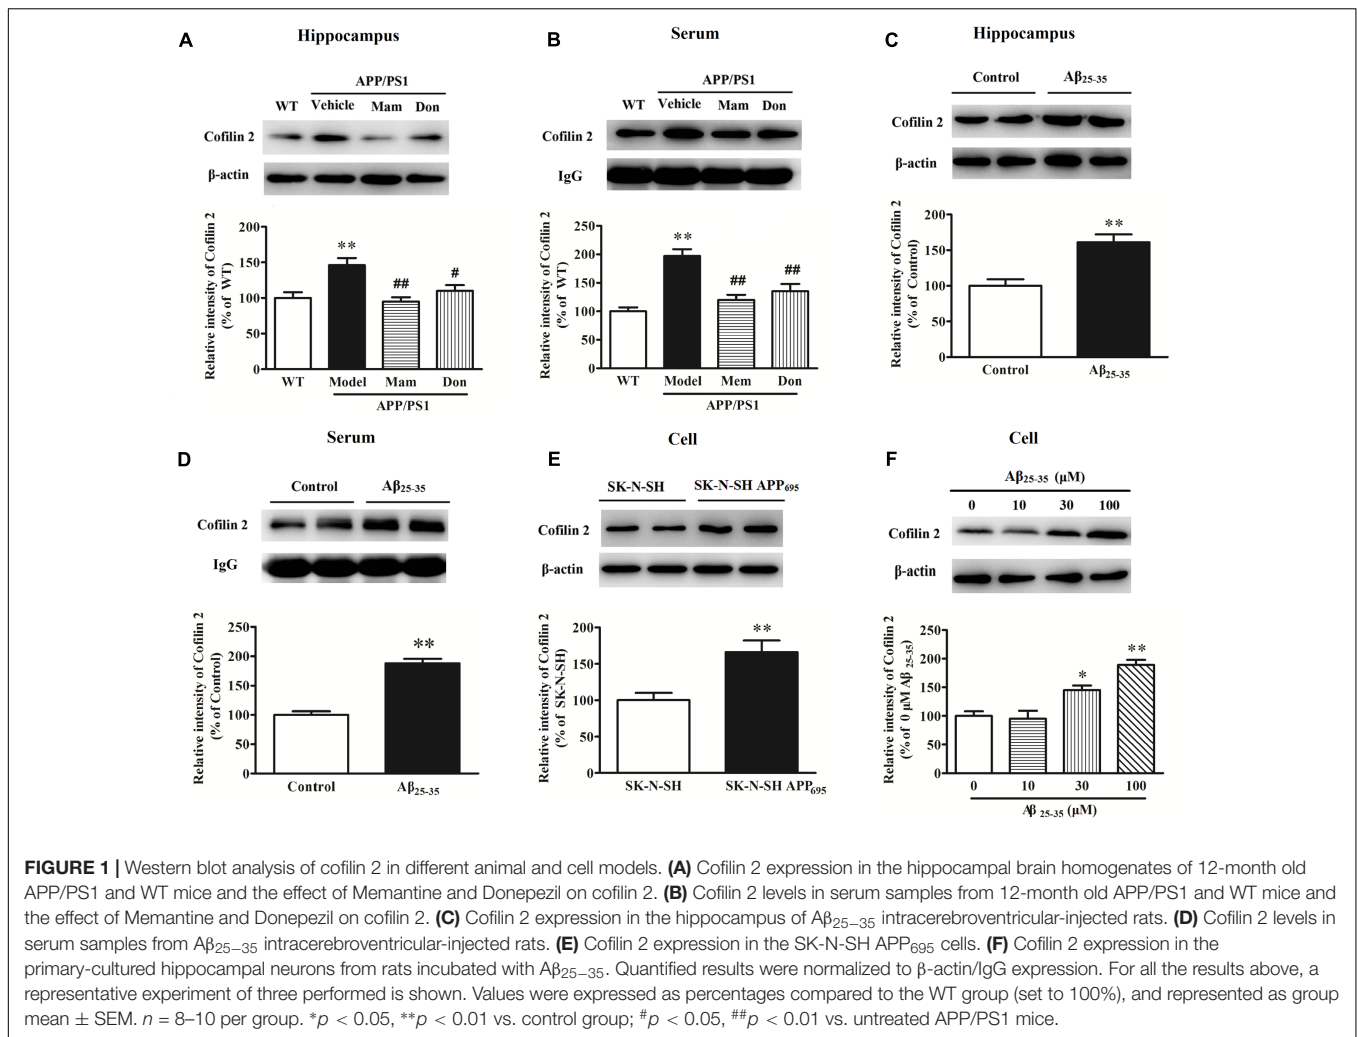 A
Hippocampus
APP/PS1
WT Vehicle Mam Don
Cofilin 2
β-actin
Relative intensity of Cofilin 2
(% of WT)
200
150
100
50
0
**
##
#
WT Model Mam Don
APP/PS1
B
Serum
APP/PS1
WT Vehicle Mam Don
Cofilin 2
IgG
Relative intensity of Cofilin 2
(% of WT)
250
200
150
100
50
0
**
##
##
WT Model Mem Don
APP/PS1
C
Hippocampus
Control Aβ25-35
Cofilin 2
β-actin
Relative intensity of Cofilin 2
(% of Control)
200
150
100
50
0
**
Control Aβ25-35
D
Serum
Control Aβ25-35
Cofilin 2
IgG
Relative intensity of Cofilin 2
(% of Control)
250
200
150
100
50
0
**
Control Aβ25-35
E
Cell
SK-N-SH SK-N-SH APP695
Cofilin 2
β-actin
Relative intensity of Cofilin 2
(% of SK-N-SH)
200
150
100
50
0
**
SK-N-SH SK-N-SH APP695
F
Cell
Aβ25-35 (μM)
0 10 30 100
Cofilin 2
β-actin
Relative intensity of Cofilin 2
(% of 0 μM Aβ 25-35)
250
200
150
100
50
0
*
**
0 10 30 100
Aβ 25-35 (μM)
FIGURE 1 | Western blot analysis of cofilin 2 in different animal and cell models. (A) Cofilin 2 expression in the hippocampal brain homogenates of 12-month old
APP/PS1 and WT mice and the effect of Memantine and Donepezil on cofilin 2. (B) Cofilin 2 levels in serum samples from 12-month old APP/PS1 and WT mice and
the effect of Memantine and Donepezil on cofilin 2. (C) Cofilin 2 expression in the hippocampus of Aβ25−35 intracerebroventricular-injected rats. (D) Cofilin 2 levels in
serum samples from Aβ25−35 intracerebroventricular-injected rats. (E) Cofilin 2 expression in the SK-N-SH APP695 cells. (F) Cofilin 2 expression in the
primary-cultured hippocampal neurons from rats incubated with Aβ25−35. Quantified results were normalized to β-actin/IgG expression. For all the results above, a
representative experiment of three performed is shown. Values were expressed as percentages compared to the WT group (set to 100%), and represented as group
mean ± SEM. n = 8–10 per group. *p < 0.05, **p < 0.01 vs. control group; #p < 0.05, ##p < 0.01 vs. untreated APP/PS1 mice.